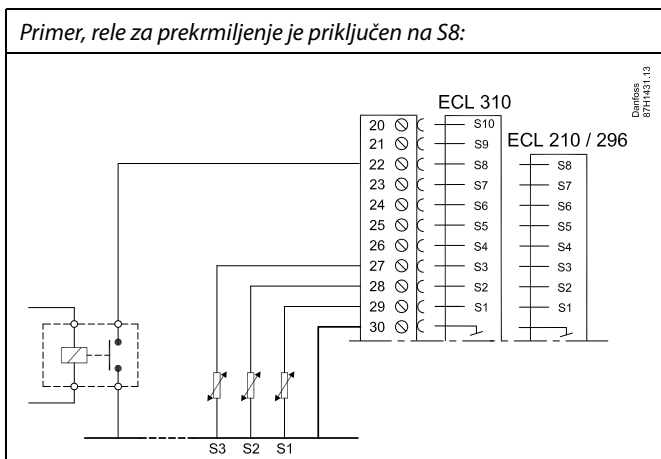 Primer, rele za prekrmiljenje je priključen na S8:
Danfoss
87H1431.13
ECL 310
ECL 210 / 296
20 S10
21 S9
22 S8 S8
23 S7 S7
24 S6 S6
25 S5 S5
26 S4 S4
27 S3 S3
28 S2 S2
29 S1 S1
30
S3 S2 S1